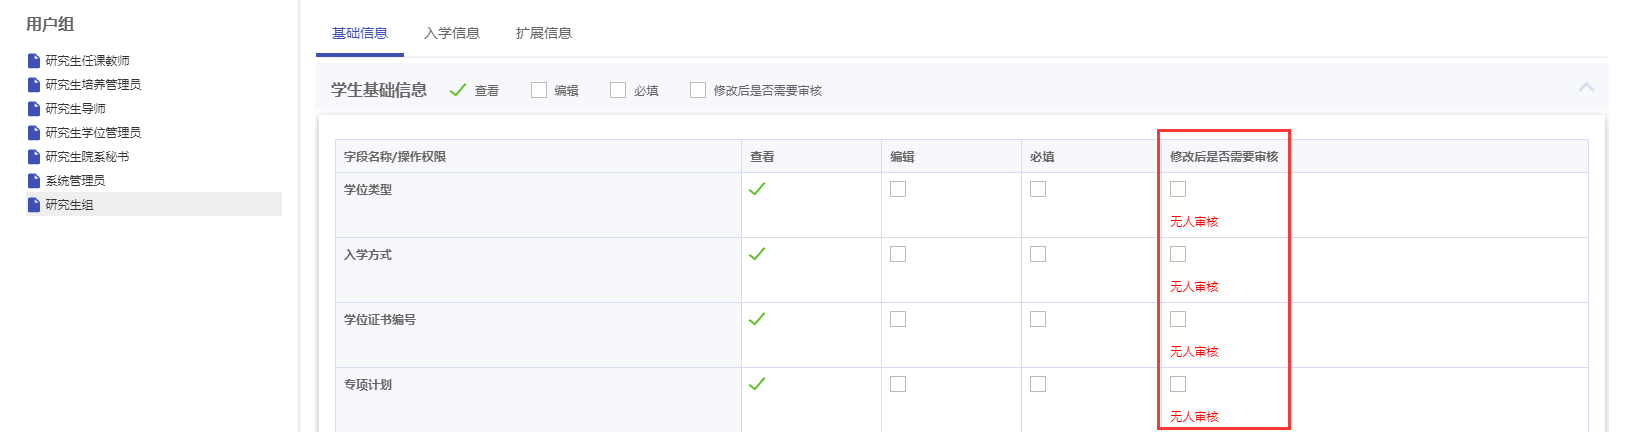 用户组
研究生任课教师
研究生培养管理员
研究生导师
研究生学位管理员
研究生院系秘书
系统管理员
研究生组
基础信息 入学信息 扩展信息
学生基础信息 查看 编辑 必填 修改后是否需要审核
字段名称/操作权限 查看 编辑 必填 修改后是否需要审核
学位类型
无人审核
入学方式
无人审核
学位证书编号
无人审核
专项计划
无人审核